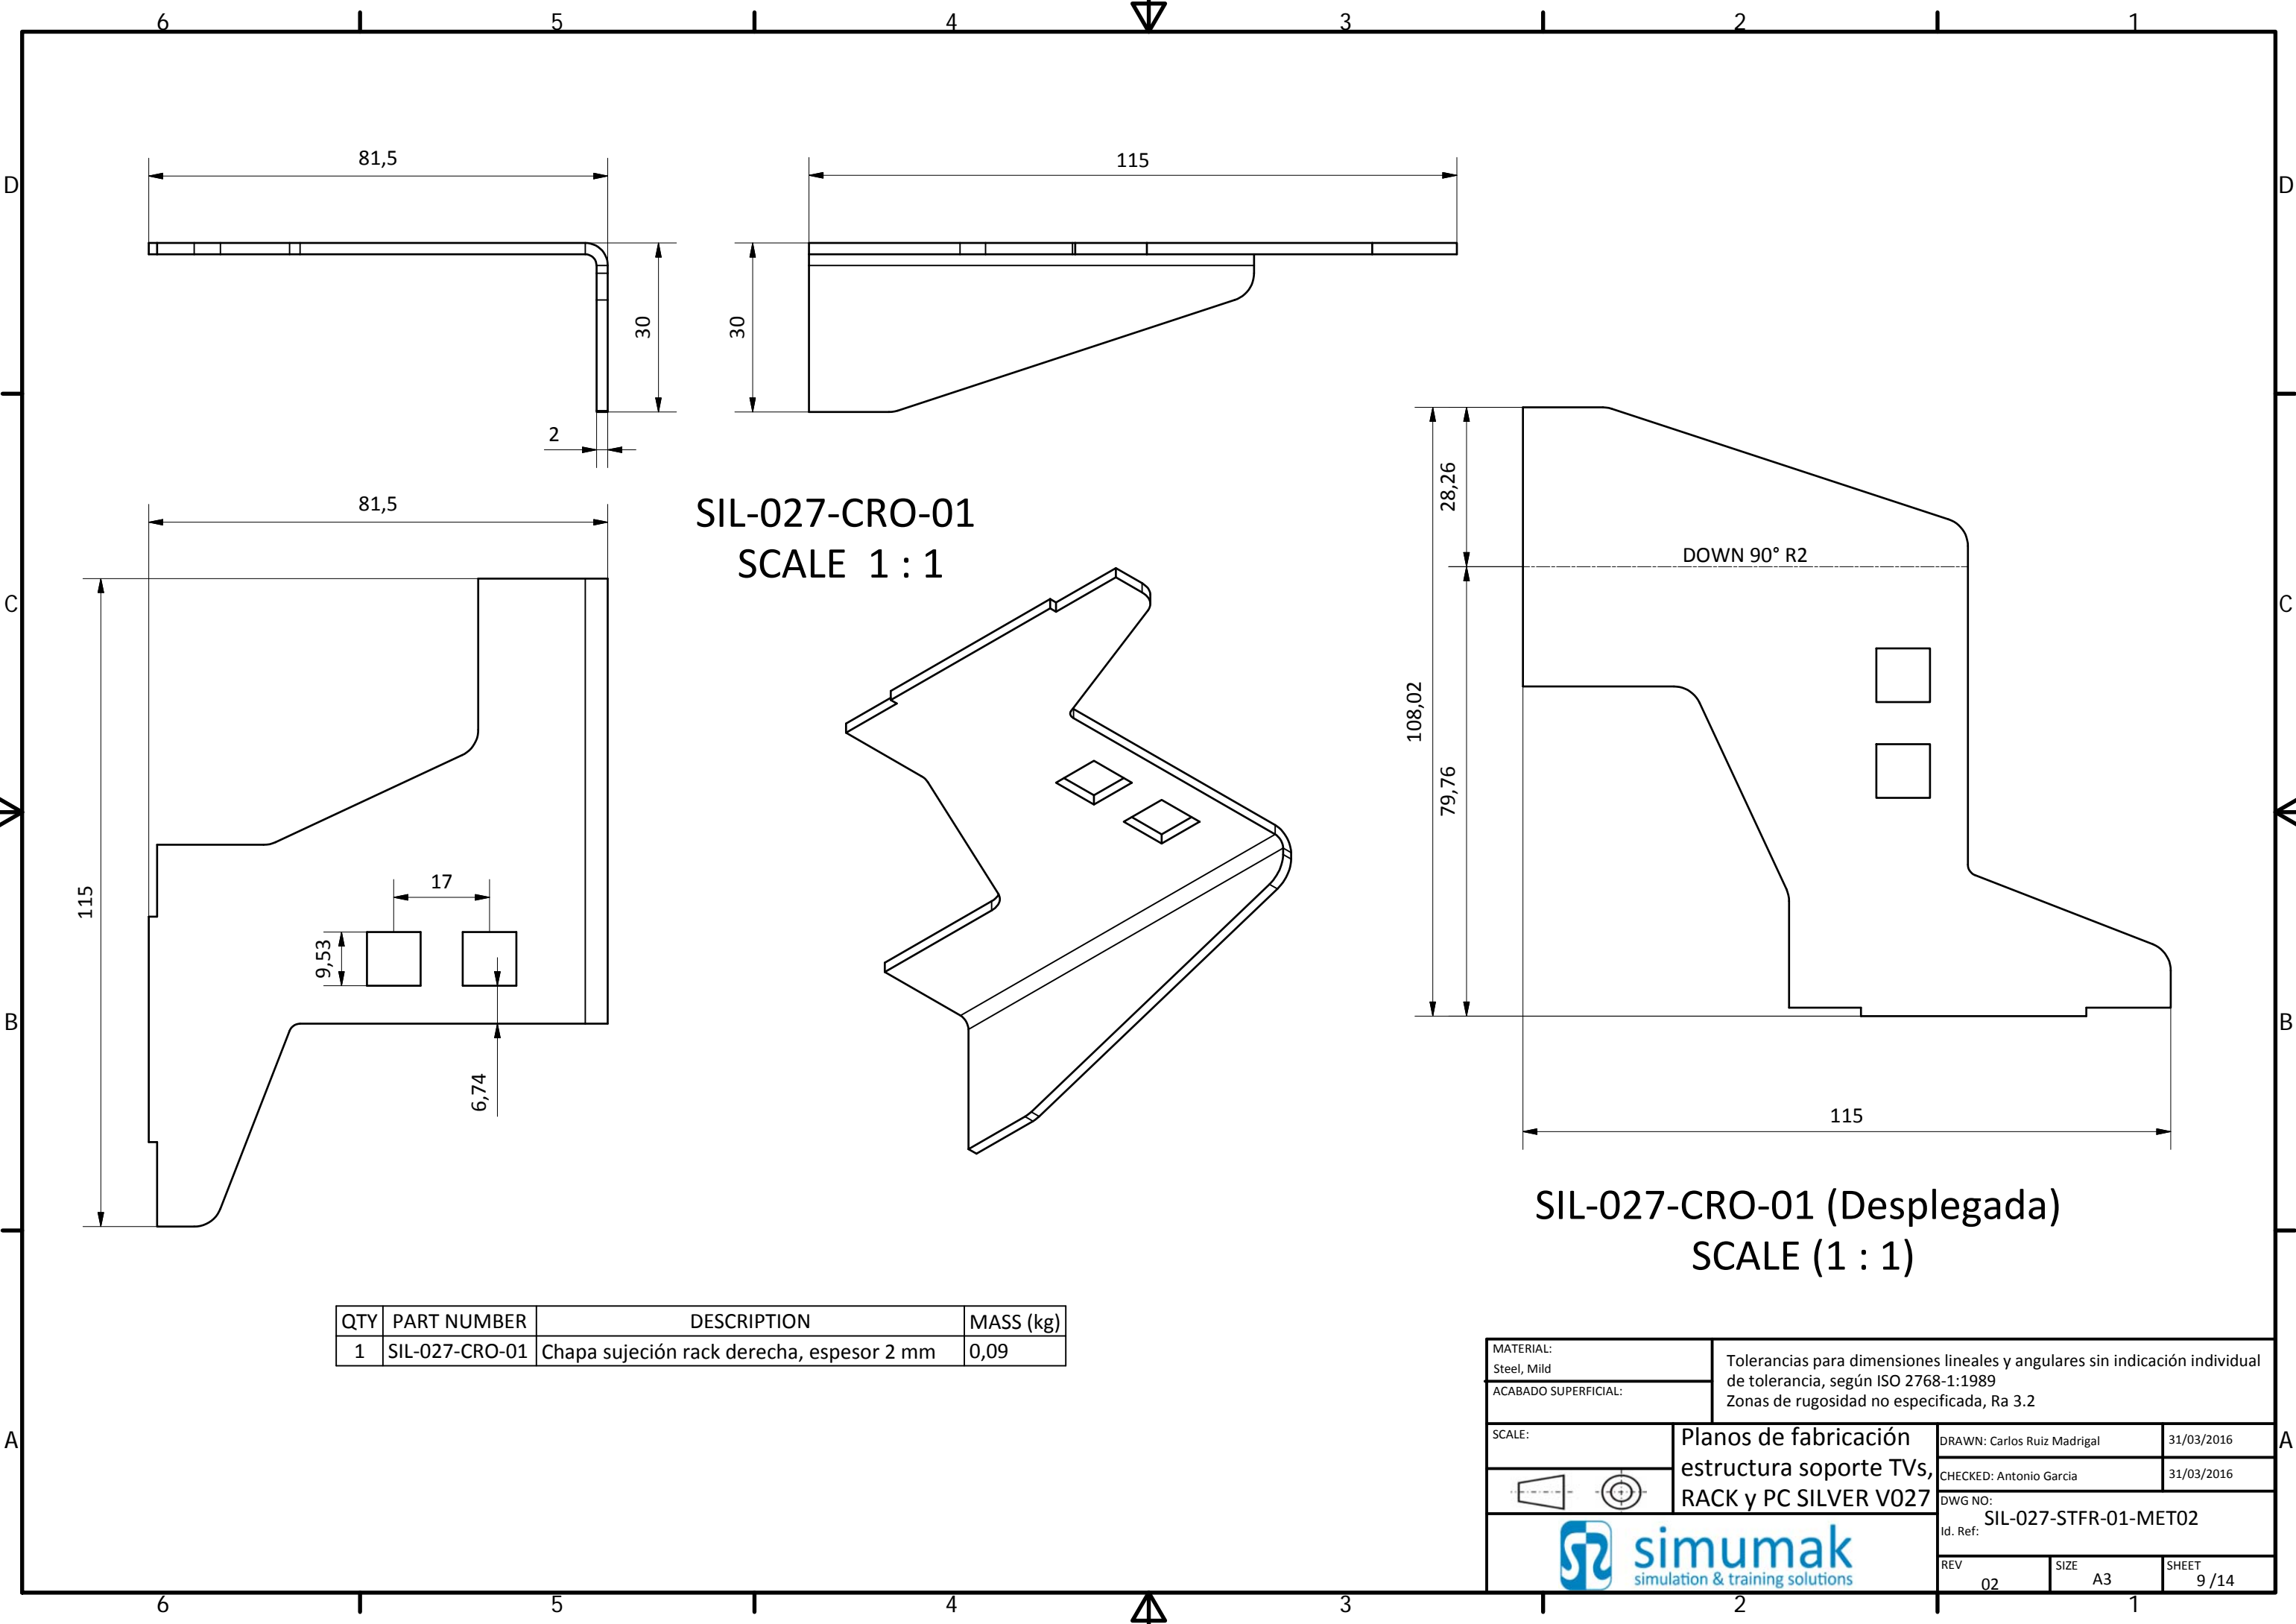 6 5 4 3 2 1
D D
81,5
115
30
30
2
81,5
SIL-027-CRO-01
SCALE 1 : 1
28,26
DOWN 90° R2
C C
108,02
79,76
115
17
9,53
6,74
B B
115
SIL-027-CRO-01 (Desplegada)
SCALE (1 : 1)
QTY PART NUMBER DESCRIPTION MASS (kg)
1 SIL-027-CRO-01 Chapa sujeción rack derecha, espesor 2 mm 0,09
MATERIAL:
Steel, Mild
ACABADO SUPERFICIAL:
Tolerancias para dimensiones lineales y angulares sin indicación individual
de tolerancia, según ISO 2768-1:1989
Zonas de rugosidad no especificada, Ra 3.2
A A
SCALE:
Planos de fabricación
estructura soporte TVs,
RACK y PC SILVER V027
DRAWN: Carlos Ruiz Madrigal 31/03/2016
CHECKED: Antonio Garcia 31/03/2016
DWG NO:
SIL-027-STFR-01-MET02
Id. Ref:
simumak
simulation & training solutions
REV 02
SIZE A3
SHEET 9 /14
6 5 4 3 2 1